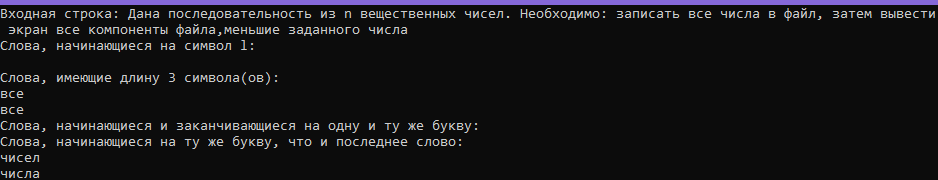 Входная строка: Дана последовательность из n вещественных чисел. Необходимо: записать все числа в файл, затем вывести
экран все компоненты файла,меньшие заданного числа
Слова, начинающиеся на символ l:
Слова, имеющие длину 3 символа(ов):
все
все
Слова, начинающиеся и заканчивающиеся на одну и ту же букву:
Слова, начинающиеся на ту же букву, что и последнее слово:
чисел
числа